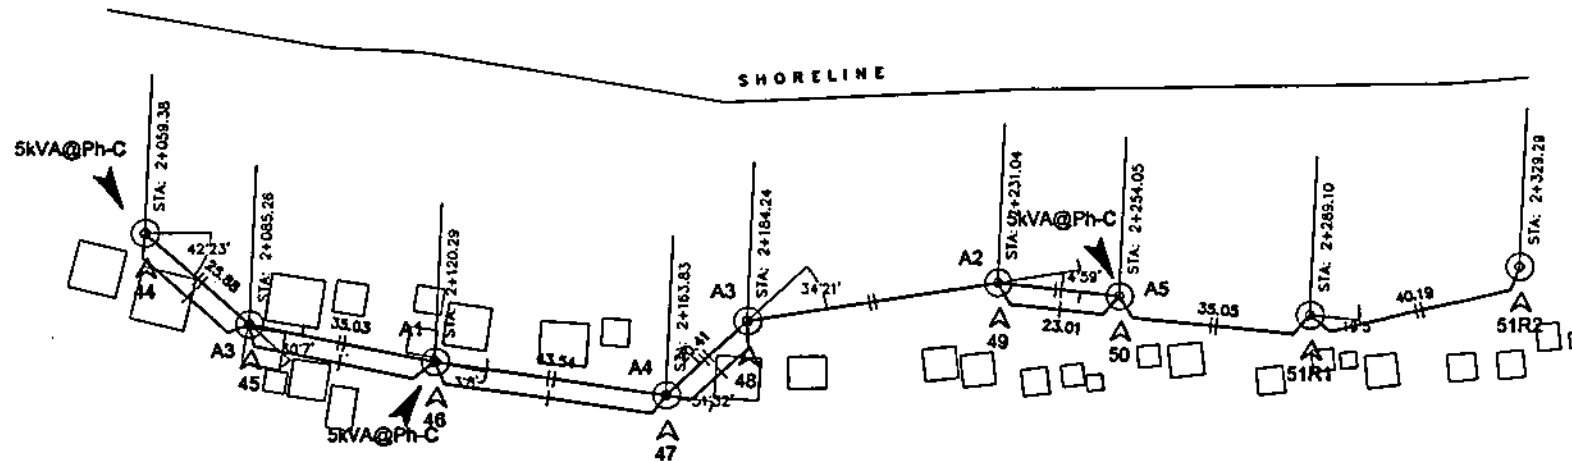 SHORELINE
5kVA@Ph-C
STA: 2+059.38
42°23'
25.88
44
STA: 2+085.26
A3
45
35.03
STA: 2+120.29
A1
46
5kVA@Ph-C
43.54
STA: 2+163.83
A4
47
STA: 2+184.24
A3
48
34°21'
STA: 2+231.04
A2
49
5kVA@Ph-C
STA: 2+254.05
4°59'
A5
23.01
50
35.05
STA: 2+289.10
51R1
40.19
STA: 2+329.29
51R2